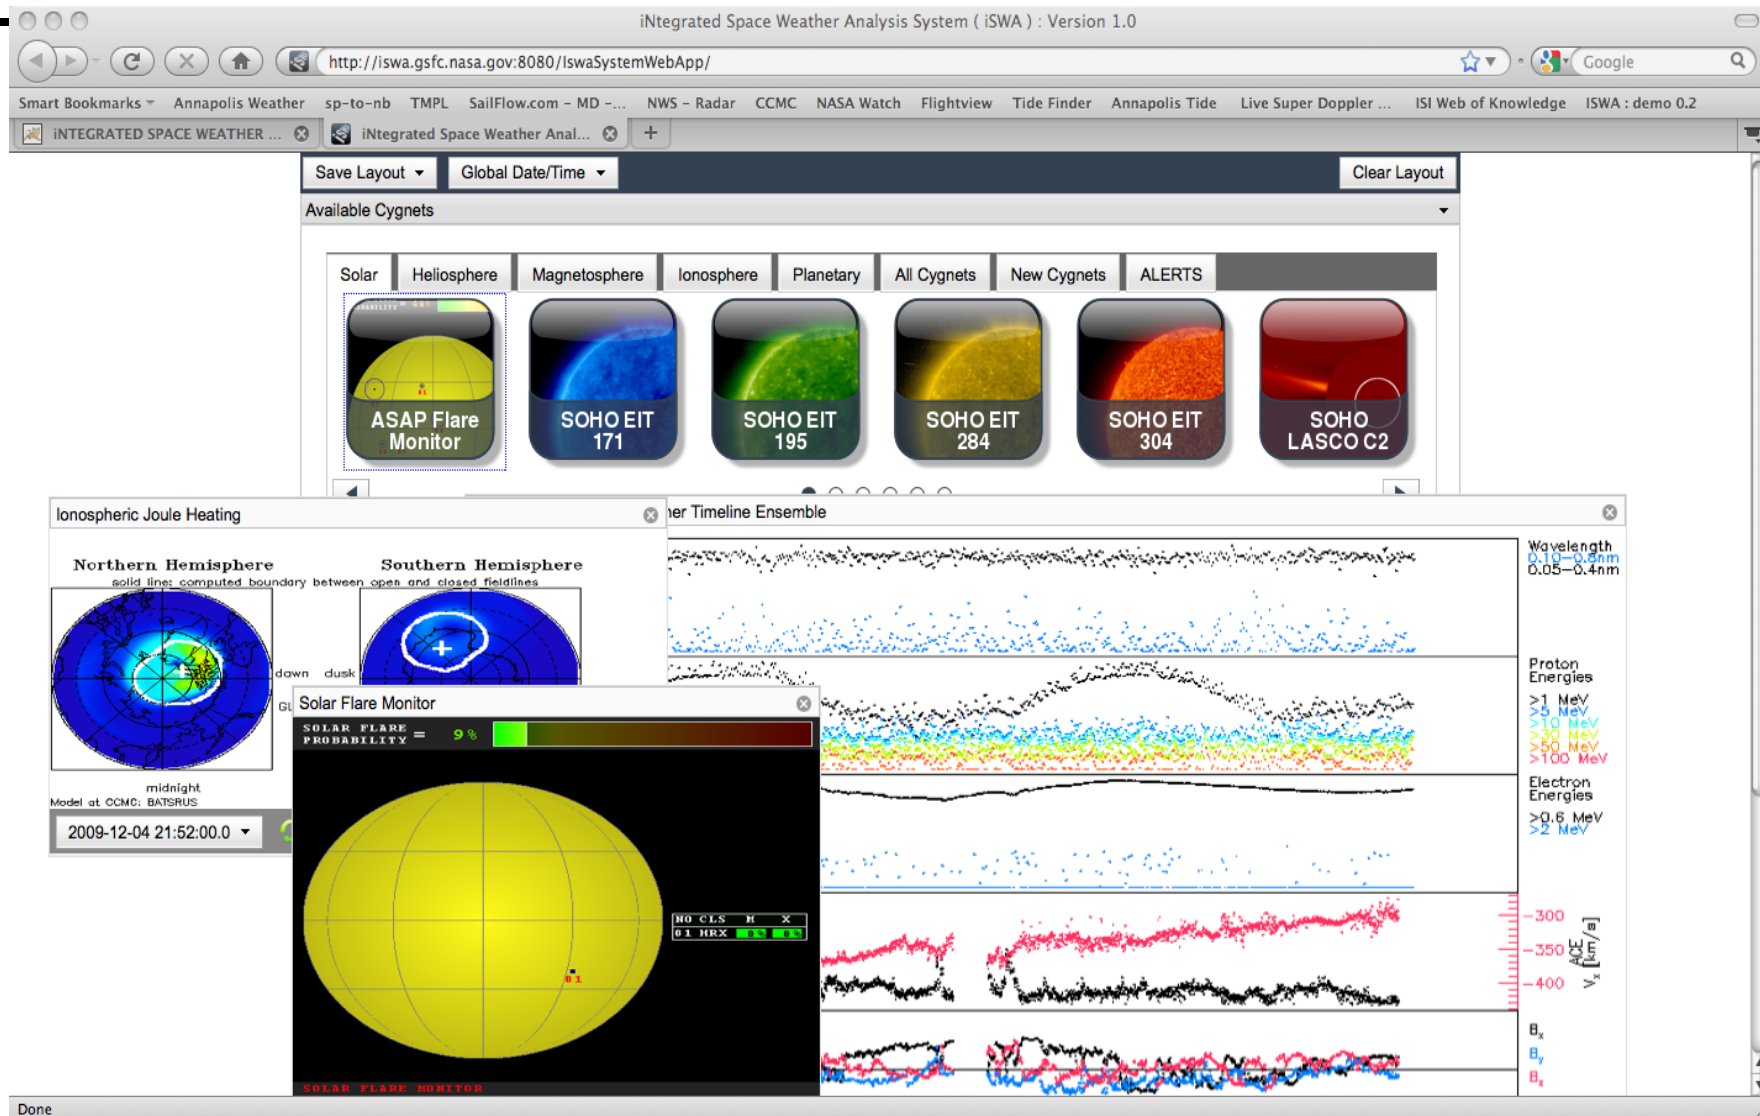 iNtegrated Space Weather Analysis System ( iSWA ) : Version 1.0
http://iswa.gsfc.nasa.gov:8080/IswaSystemWebApp/
Google
Smart Bookmarks Annapolis Weather sp-to-nb TMPL SailFlow.com - MD -... NWS - Radar CCMC NASA Watch Flightview Tide Finder Annapolis Tide Live Super Doppler ... ISI Web of Knowledge ISWA : demo 0.2
iNTEGRATED SPACE WEATHER ... iNtegrated Space Weather Anal... +
Save Layout Global Date/Time Clear Layout
Available Cygnets
Solar Heliosphere Magnetosphere Ionosphere Planetary All Cygnets New Cygnets ALERTS
ASAP Flare
Monitor
SOHO EIT
171
SOHO EIT
195
SOHO EIT
284
SOHO EIT
304
SOHO
LASCO C2
Ionospheric Joule Heating
Northern Hemisphere Southern Hemisphere
solid line: computed boundary between open and closed fieldlines
dawn dusk
GL
midnight
Model at CCMC: BATSRUS
2009-12-04 21:52:00.0
Solar Flare Monitor
SOLAR FLARE
PROBABILITY = 9%
NO CLS M X
01 HRX 0% 0%
01
SOLAR FLARE MONITOR
her Timeline Ensemble
Wavelength
0.10-0.8nm
0.05-0.4nm
Proton
Energies
>1 MeV
>5 MeV
>10 MeV
>30 MeV
>50 MeV
>100 MeV
Electron
Energies
>0.6 MeV
>2 MeV
-300
-350
-400
ACE
Vx [km/s]
Bx
By
Bz
Done